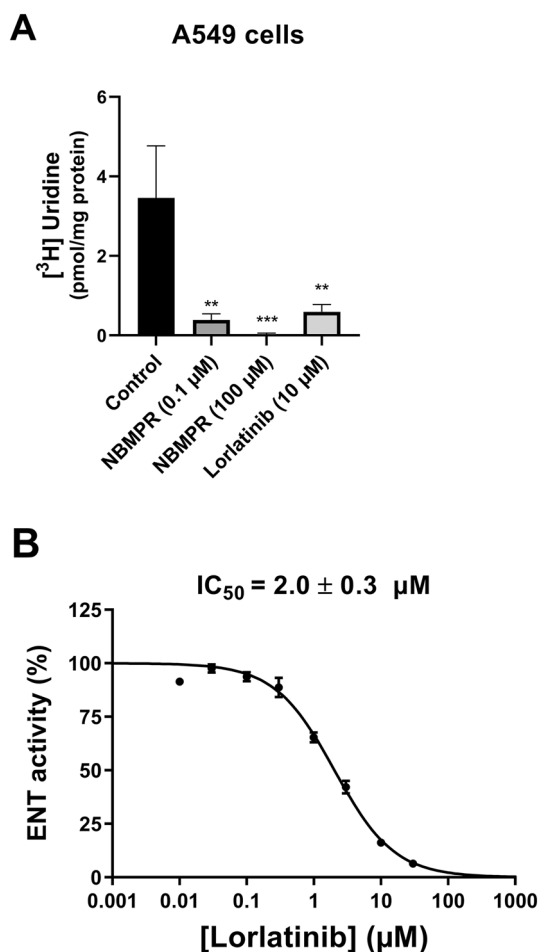 A
A549 cells
[³H] Uridine
(pmol/mg protein)
6
4
2
0
**
***
**
Control
NBMPR (0.1 µM)
NBMPR (100 µM)
Lorlatinib (10 µM)
B
IC₅₀ = 2.0 ± 0.3 µM
ENT activity (%)
125
100
75
50
25
0
0.001 0.01 0.1 1 10 100 1000
[Lorlatinib] (µM)